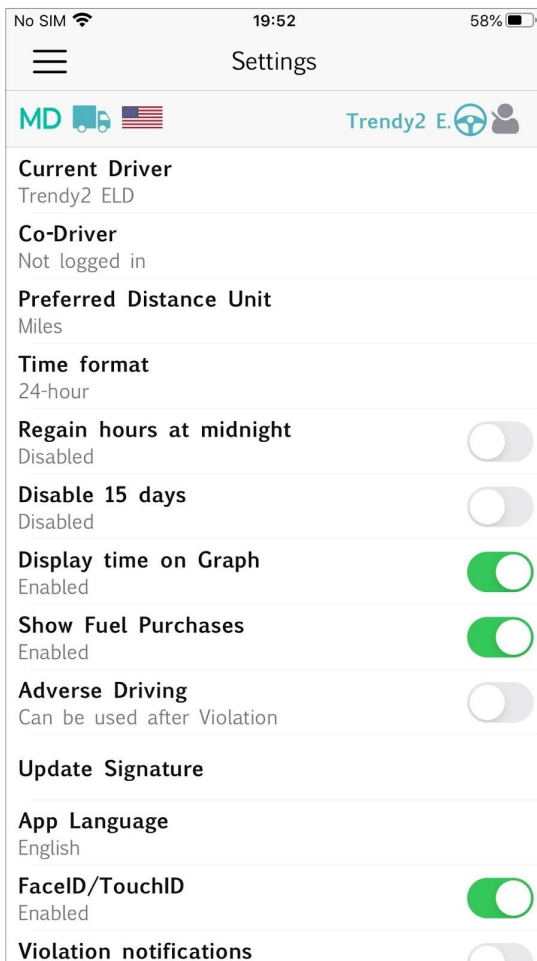 No SIM 19:52 58%
Settings
MD Trendy2 E.
Current Driver
Trendy2 ELD
Co-Driver
Not logged in
Preferred Distance Unit
Miles
Time format
24-hour
Regain hours at midnight
Disabled
Disable 15 days
Disabled
Display time on Graph
Enabled
Show Fuel Purchases
Enabled
Adverse Driving
Can be used after Violation
Update Signature
App Language
English
FaceID/TouchID
Enabled
Violation notifications